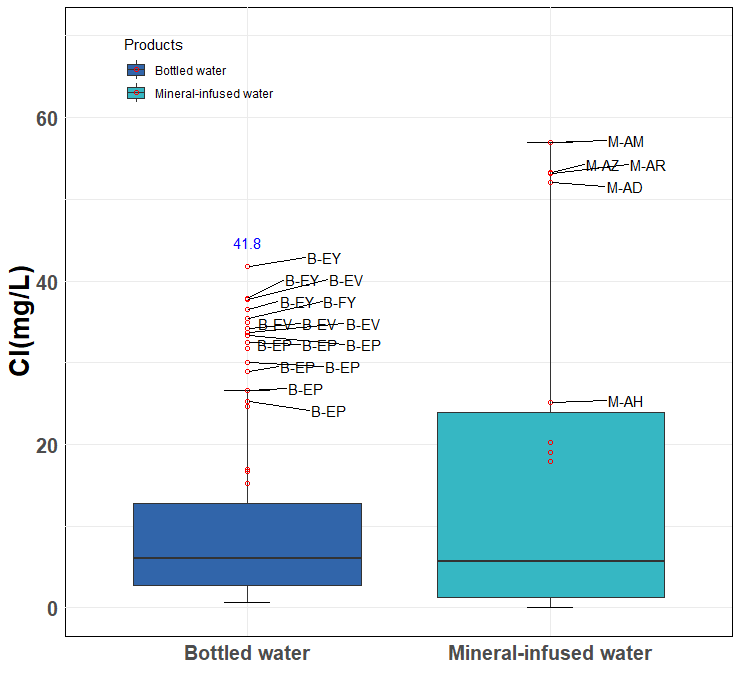 Products
Bottled water
Mineral-infused water
60
M-AM
M-AZ M-AR
M-AD
41.8
B-EY
40
B-EY B-EV
B-EY B-FY
B-EV B-EV B-EV
B-EP B-EP B-EP
B-EP B-EP
B-EP
M-AH
B-EP
20
0
Cl(mg/L)
Bottled water
Mineral-infused water